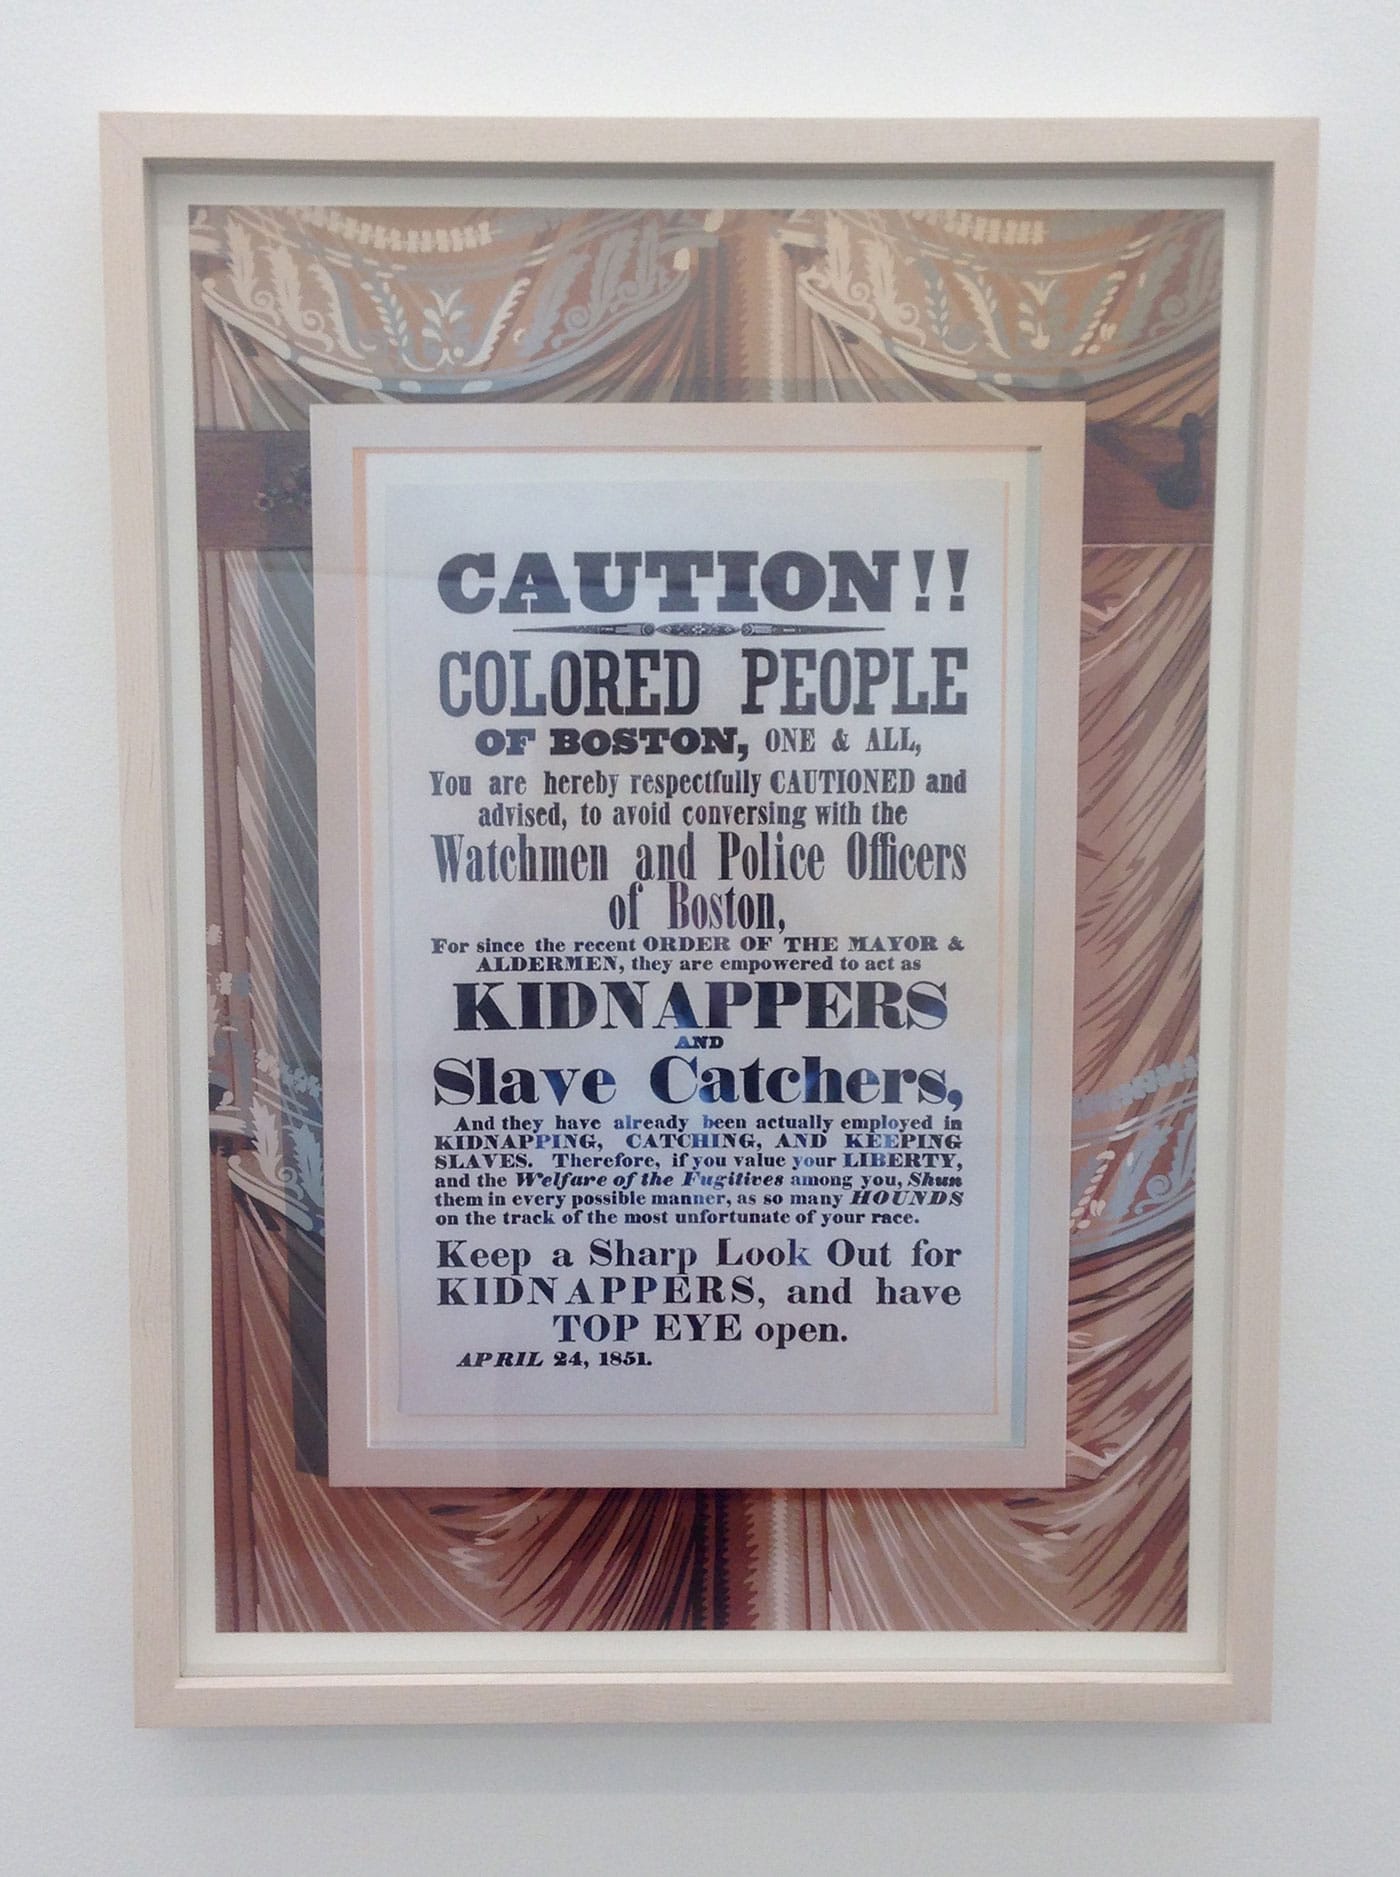 CAUTION!!
COLORED PEOPLE
OF BOSTON, ONE & ALL,
You are hereby respectfully CAUTIONED and
advised, to avoid conversing with the
Watchmen and Police Officers
of Boston,
For since the recent ORDER OF THE MAYOR &
ALDERMEN, they are empowered to act as
KIDNAPPERS
AND
Slave Catchers,
And they have already been actually employed in
KIDNAPPING, CATCHING, AND KEEPING
SLAVES. Therefore, if you value your LIBERTY,
and the Welfare of the Fugitives among you, Shun
them in every possible manner, as so many HOUNDS
on the track of the most unfortunate of your race.
Keep a Sharp Look Out for
KIDNAPPERS, and have
TOP EYE open.
APRIL 24, 1851.